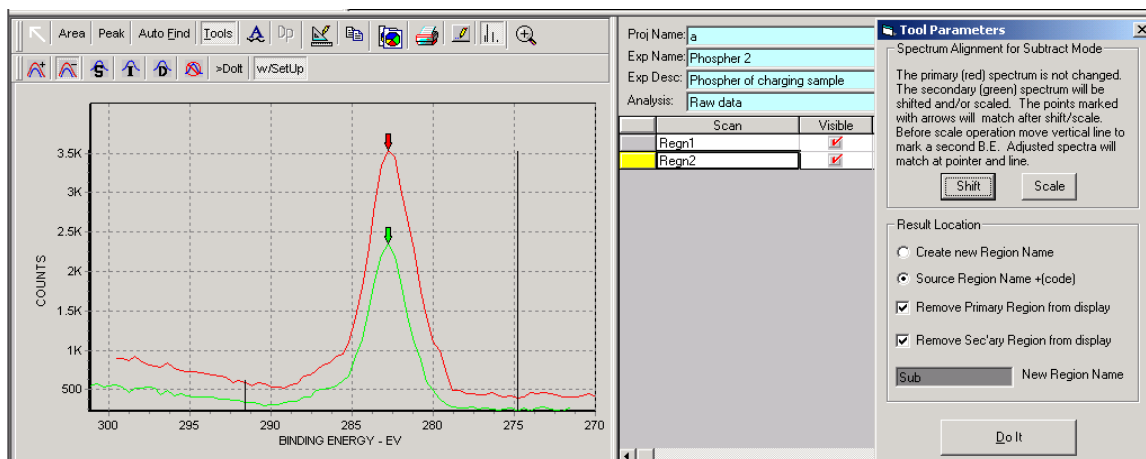 Area Peak Auto Find Tools A Dp
>DoIt w/SetUp
3.5K
3K
2.5K
2K
1.5K
1K
500
COUNTS
300 295 290 285 280 275 270
BINDING ENERGY - EV
Proj Name: a
Exp Name: Phospher 2
Exp Desc: Phospher of charging sample
Analysis: Raw data
Scan Visible
Regn1
Regn2
Tool Parameters
Spectrum Alignment for Subtract Mode
The primary (red) spectrum is not changed.
The secondary (green) spectrum will be
shifted and/or scaled. The points marked
with arrows will match after shift/scale.
Before scale operation move vertical line to
mark a second B.E. Adjusted spectra will
match at pointer and line.
Shift Scale
Result Location
Create new Region Name
Source Region Name +(code)
Remove Primary Region from display
Remove Sec'ary Region from display
Sub New Region Name
Do It